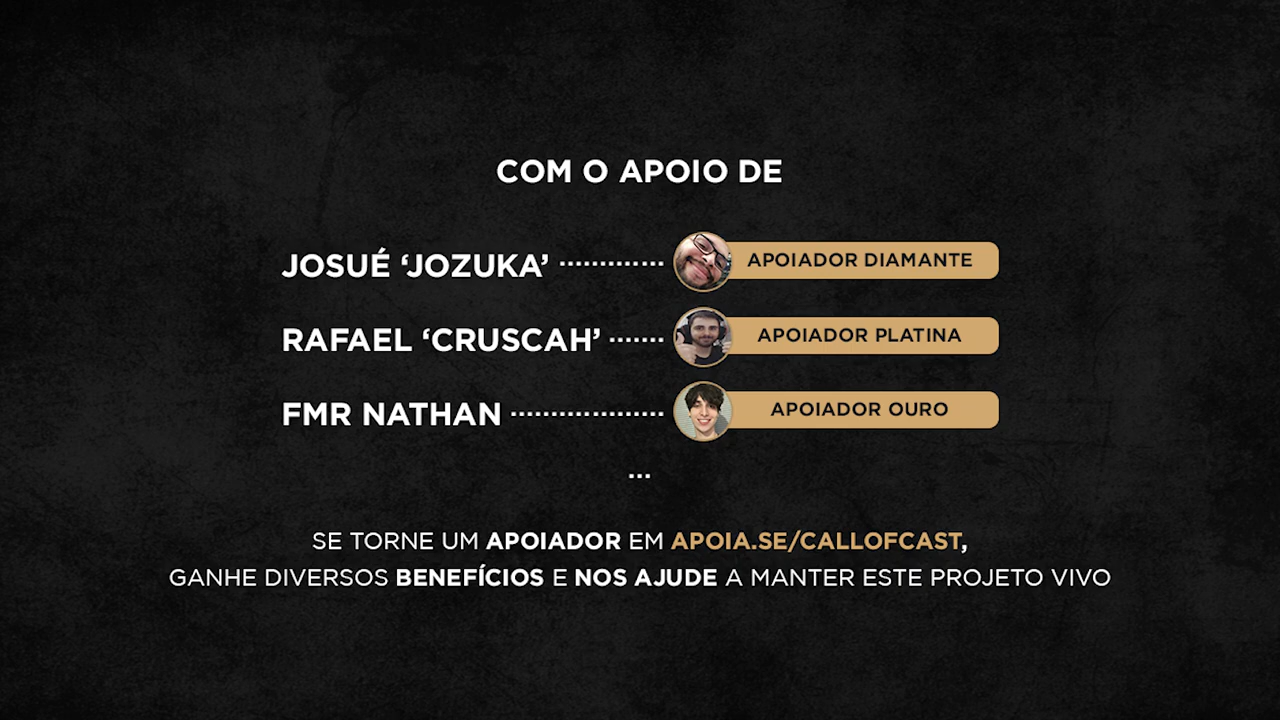 COM O APOIO DE
JOSUÉ ‘JOZUKA’ ............. APOIADOR DIAMANTE
RAFAEL ‘CRUSCAH’ ....... APOIADOR PLATINA
FMR NATHAN ................... APOIADOR OURO
...
SE TORNE UM APOIADOR EM APOIA.SE/CALLOFCAST,
GANHE DIVERSOS BENEFÍCIOS E NOS AJUDE A MANTER ESTE PROJETO VIVO